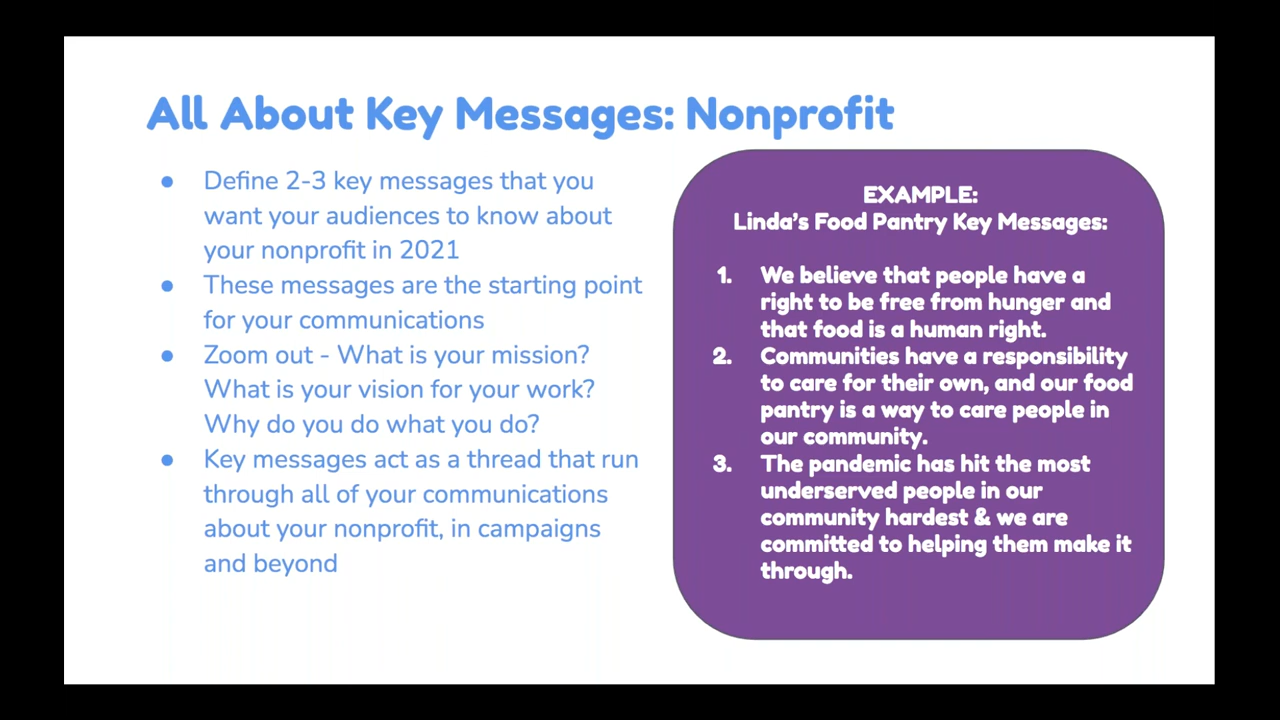 All About Key Messages: Nonprofit
● Define 2-3 key messages that you
want your audiences to know about
your nonprofit in 2021
● These messages are the starting point
for your communications
● Zoom out - What is your mission?
What is your vision for your work?
Why do you do what you do?
● Key messages act as a thread that run
through all of your communications
about your nonprofit, in campaigns
and beyond
EXAMPLE:
Linda's Food Pantry Key Messages:
1. We believe that people have a
right to be free from hunger and
that food is a human right.
2. Communities have a responsibility
to care for their own, and our food
pantry is a way to care people in
our community.
3. The pandemic has hit the most
underserved people in our
community hardest & we are
committed to helping them make it
through.